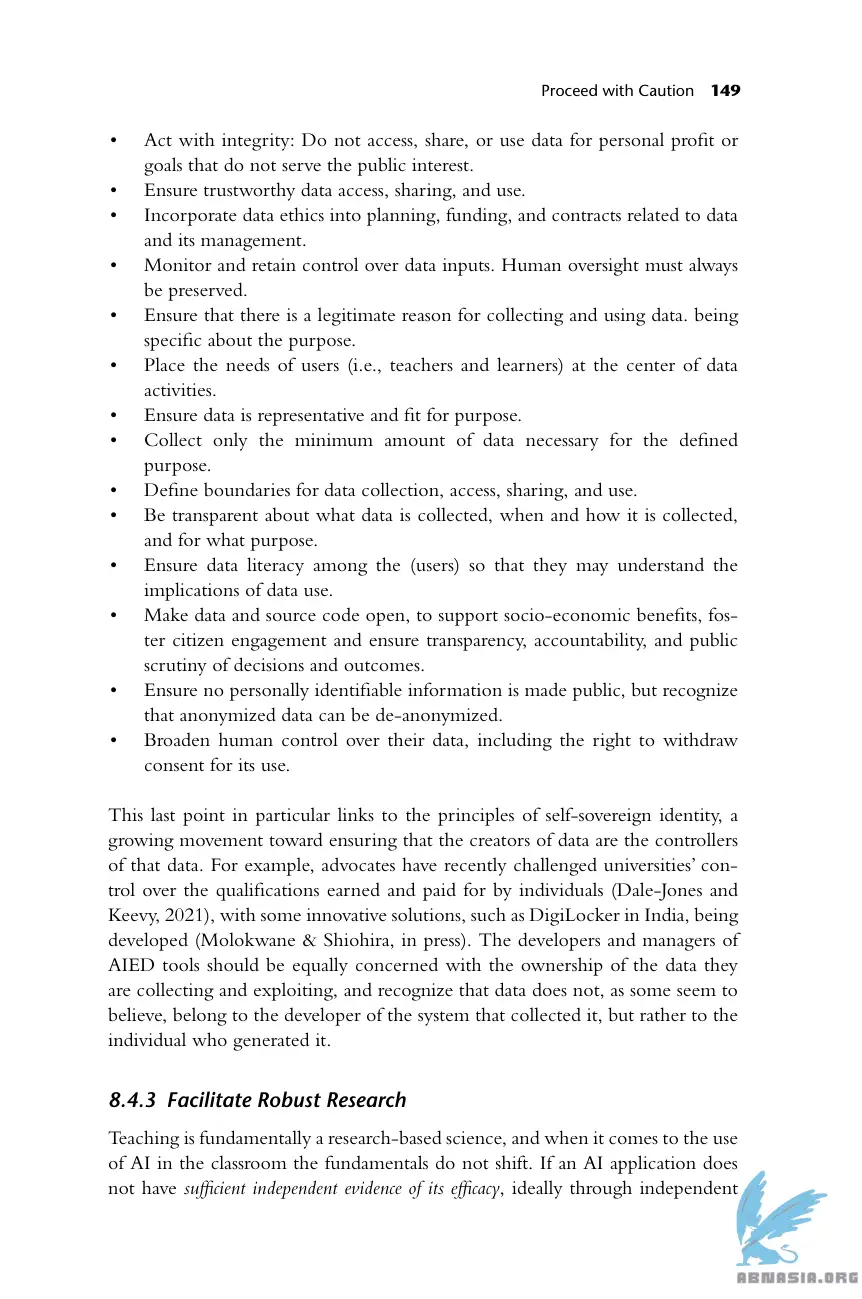 Proceed with Caution 149
• Act with integrity: Do not access, share, or use data for personal profit or
goals that do not serve the public interest.
• Ensure trustworthy data access, sharing, and use.
• Incorporate data ethics into planning, funding, and contracts related to data
and its management.
• Monitor and retain control over data inputs. Human oversight must always
be preserved.
• Ensure that there is a legitimate reason for collecting and using data. being
specific about the purpose.
• Place the needs of users (i.e., teachers and learners) at the center of data
activities.
• Ensure data is representative and fit for purpose.
• Collect only the minimum amount of data necessary for the defined
purpose.
• Define boundaries for data collection, access, sharing, and use.
• Be transparent about what data is collected, when and how it is collected,
and for what purpose.
• Ensure data literacy among the (users) so that they may understand the
implications of data use.
• Make data and source code open, to support socio-economic benefits, fos-
ter citizen engagement and ensure transparency, accountability, and public
scrutiny of decisions and outcomes.
• Ensure no personally identifiable information is made public, but recognize
that anonymized data can be de-anonymized.
• Broaden human control over their data, including the right to withdraw
consent for its use.
This last point in particular links to the principles of self-sovereign identity, a
growing movement toward ensuring that the creators of data are the controllers
of that data. For example, advocates have recently challenged universities' con-
trol over the qualifications earned and paid for by individuals (Dale-Jones and
Keevy, 2021), with some innovative solutions, such as DigiLocker in India, being
developed (Molokwane & Shiohira, in press). The developers and managers of
AIED tools should be equally concerned with the ownership of the data they
are collecting and exploiting, and recognize that data does not, as some seem to
believe, belong to the developer of the system that collected it, but rather to the
individual who generated it.
8.4.3 Facilitate Robust Research
Teaching is fundamentally a research-based science, and when it comes to the use
of AI in the classroom the fundamentals do not shift. If an AI application does
not have sufficient independent evidence of its efficacy, ideally through independent
ABNASIA.ORG